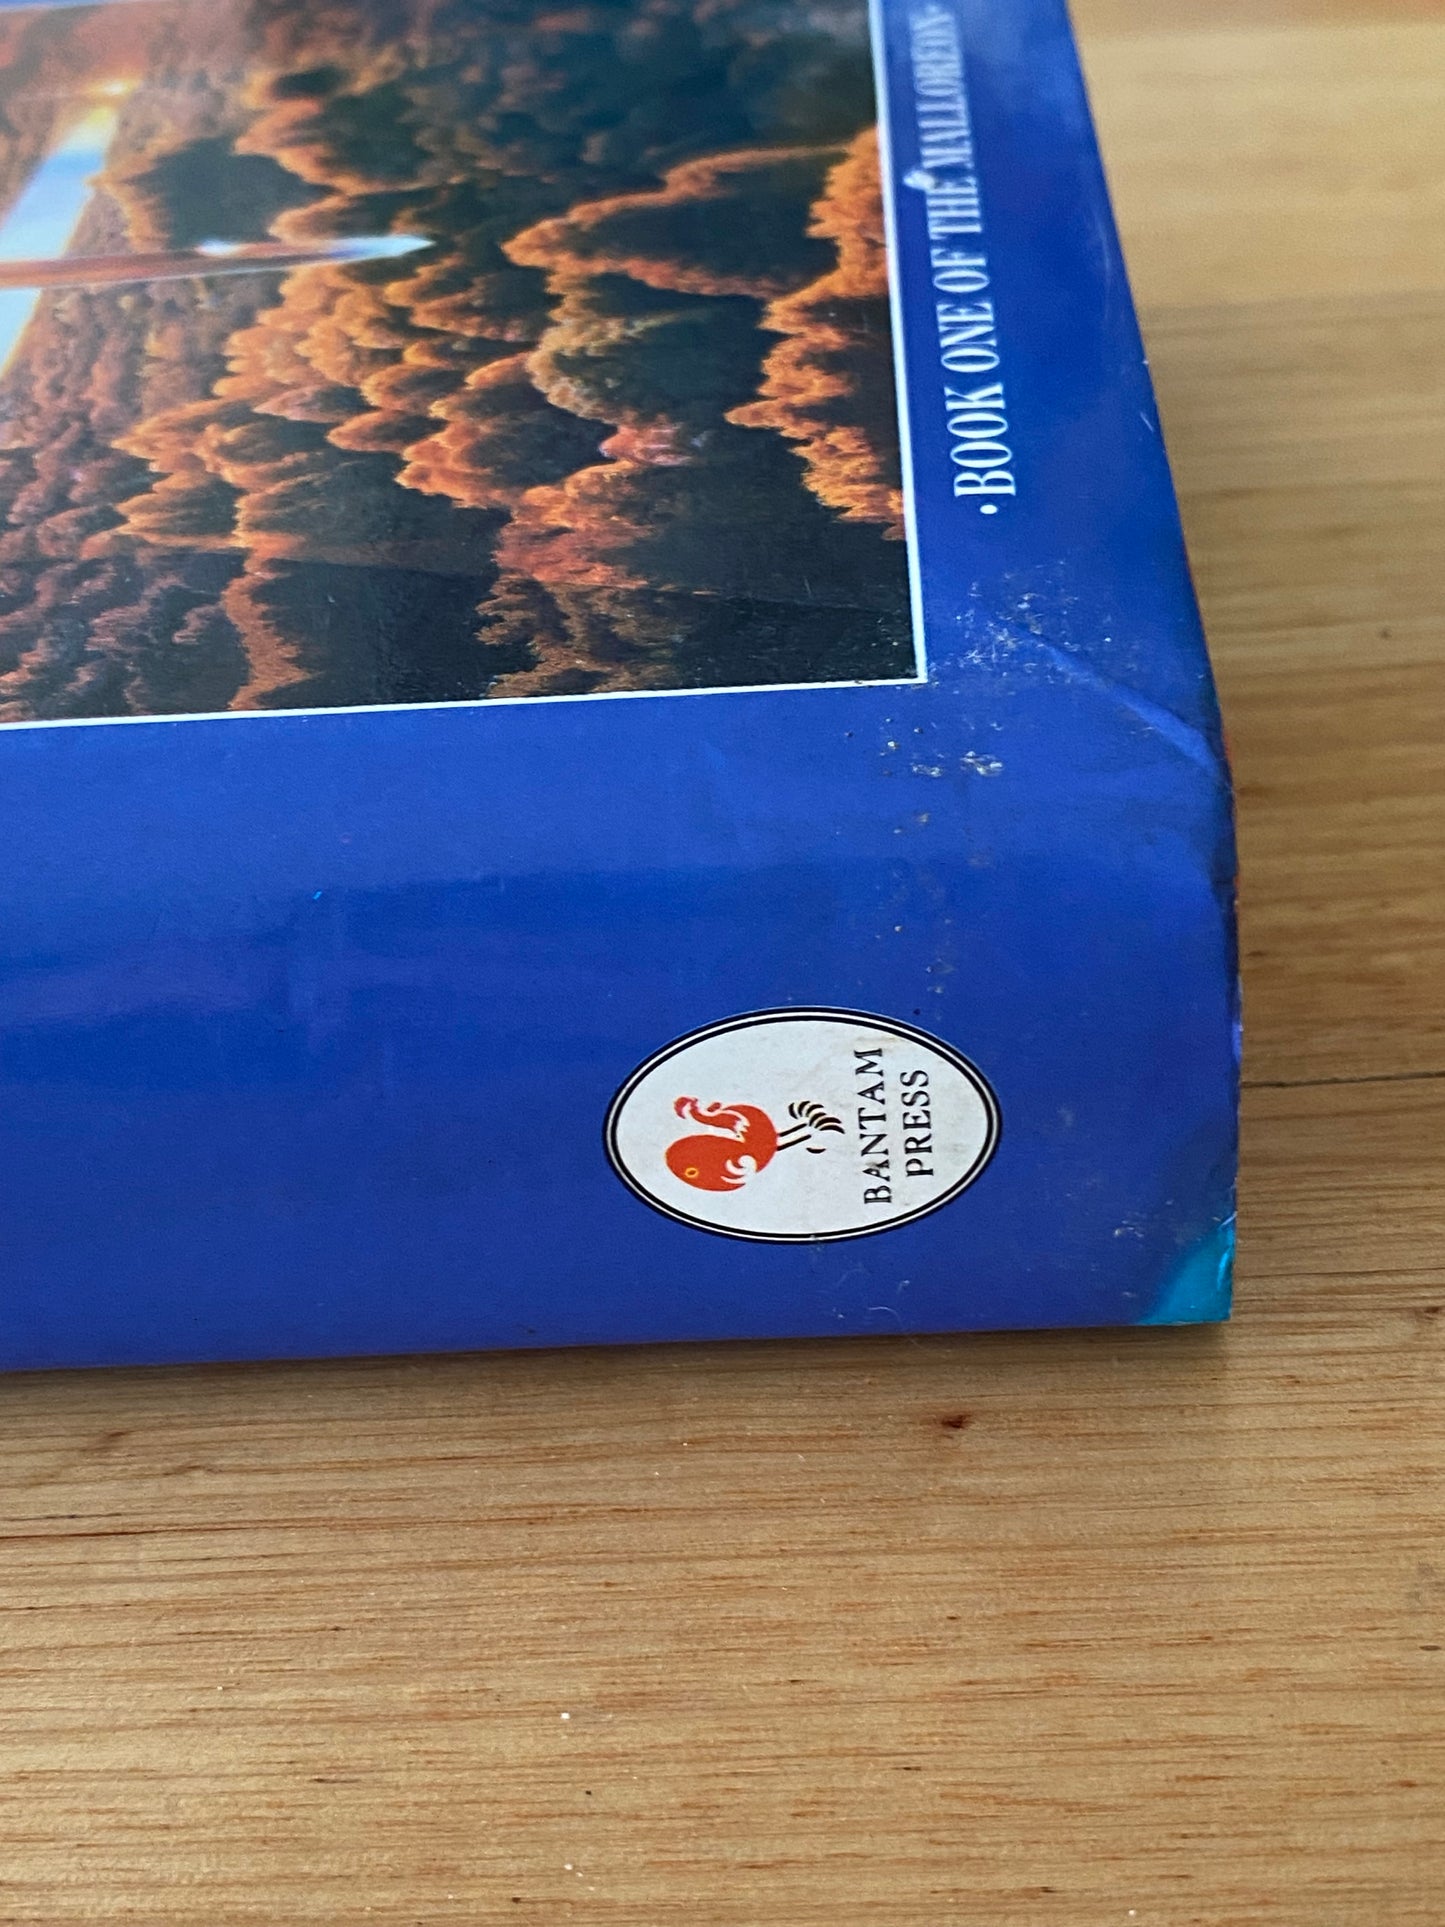 ·BOOK ONE OF THE MALLOREON·
BANTAM
PRESS